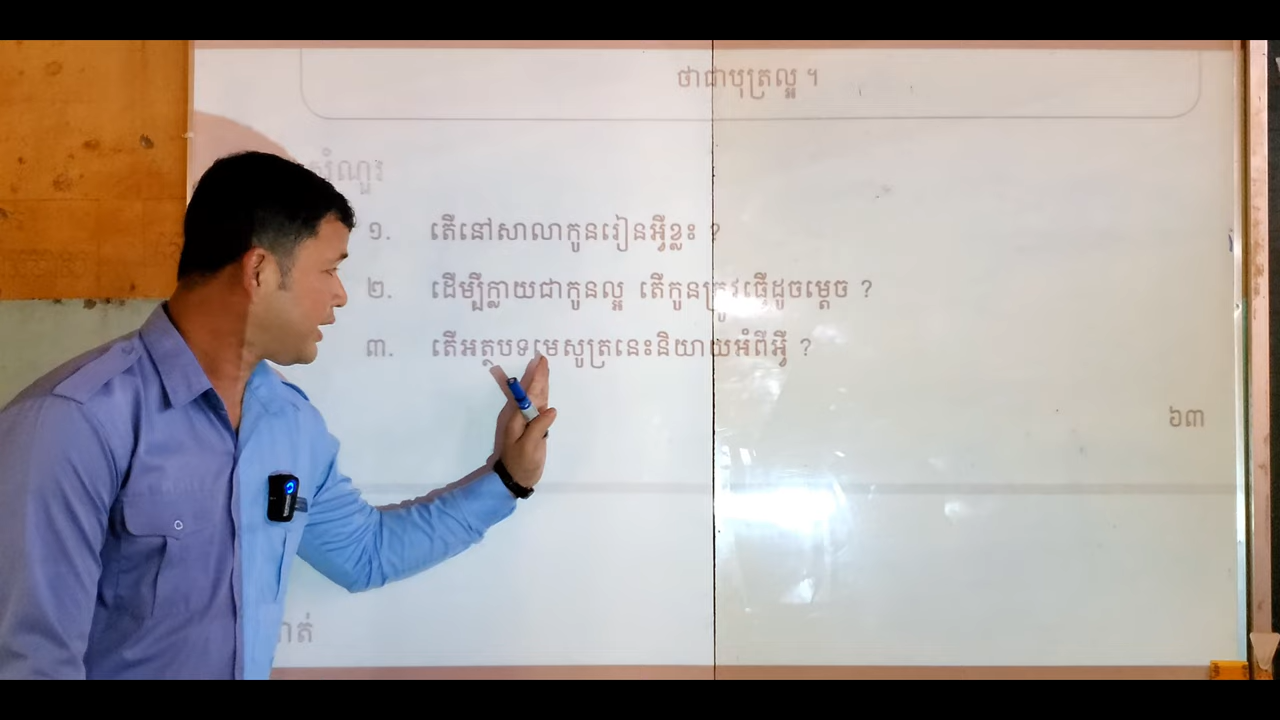 ថាជាបុត្រល្អ ។
សំណួរ
១. តើនៅសាលាកូនរៀនអ្វីខ្លះ ?
២. ដើម្បីក្លាយជាកូនល្អ តើកូនត្រូវធ្វើដូចម្ដេច ?
៣. តើអត្ថបទមេសូត្រនេះនិយាយអំពីអ្វី ?
៦៣